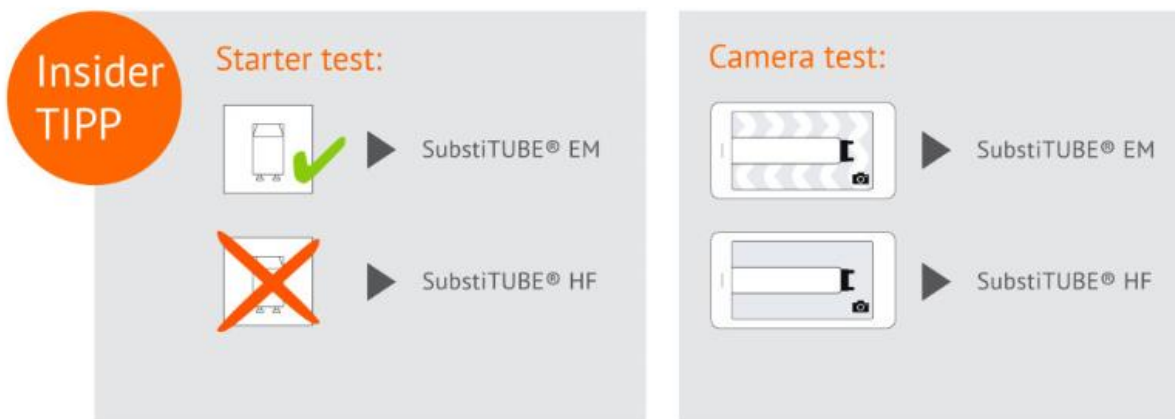 Insider
TIPP
Starter test:
SubstiTUBE® EM
SubstiTUBE® HF
Camera test:
SubstiTUBE® EM
SubstiTUBE® HF